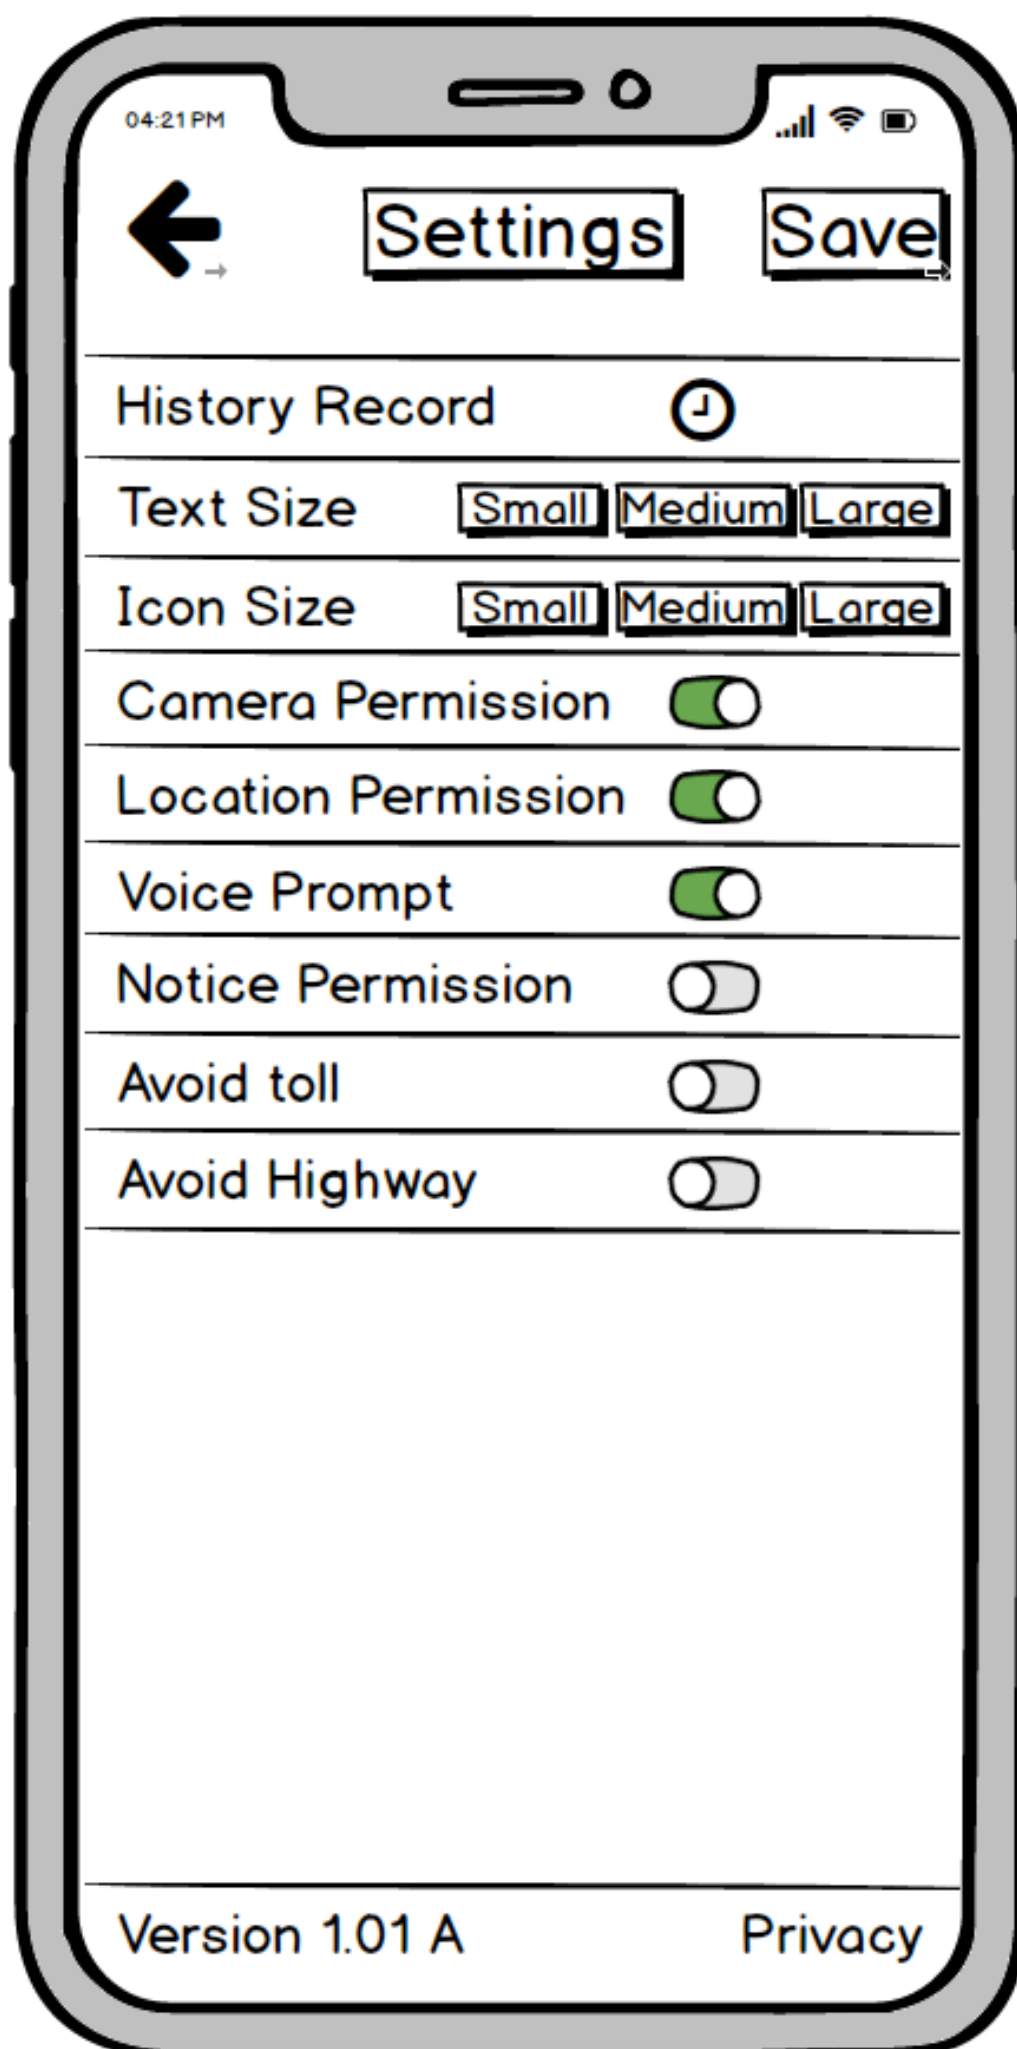 04:21 PM
Settings
Save
History Record
Text Size Small Medium Large
Icon Size Small Medium Large
Camera Permission
Location Permission
Voice Prompt
Notice Permission
Avoid toll
Avoid Highway
Version 1.01 A Privacy